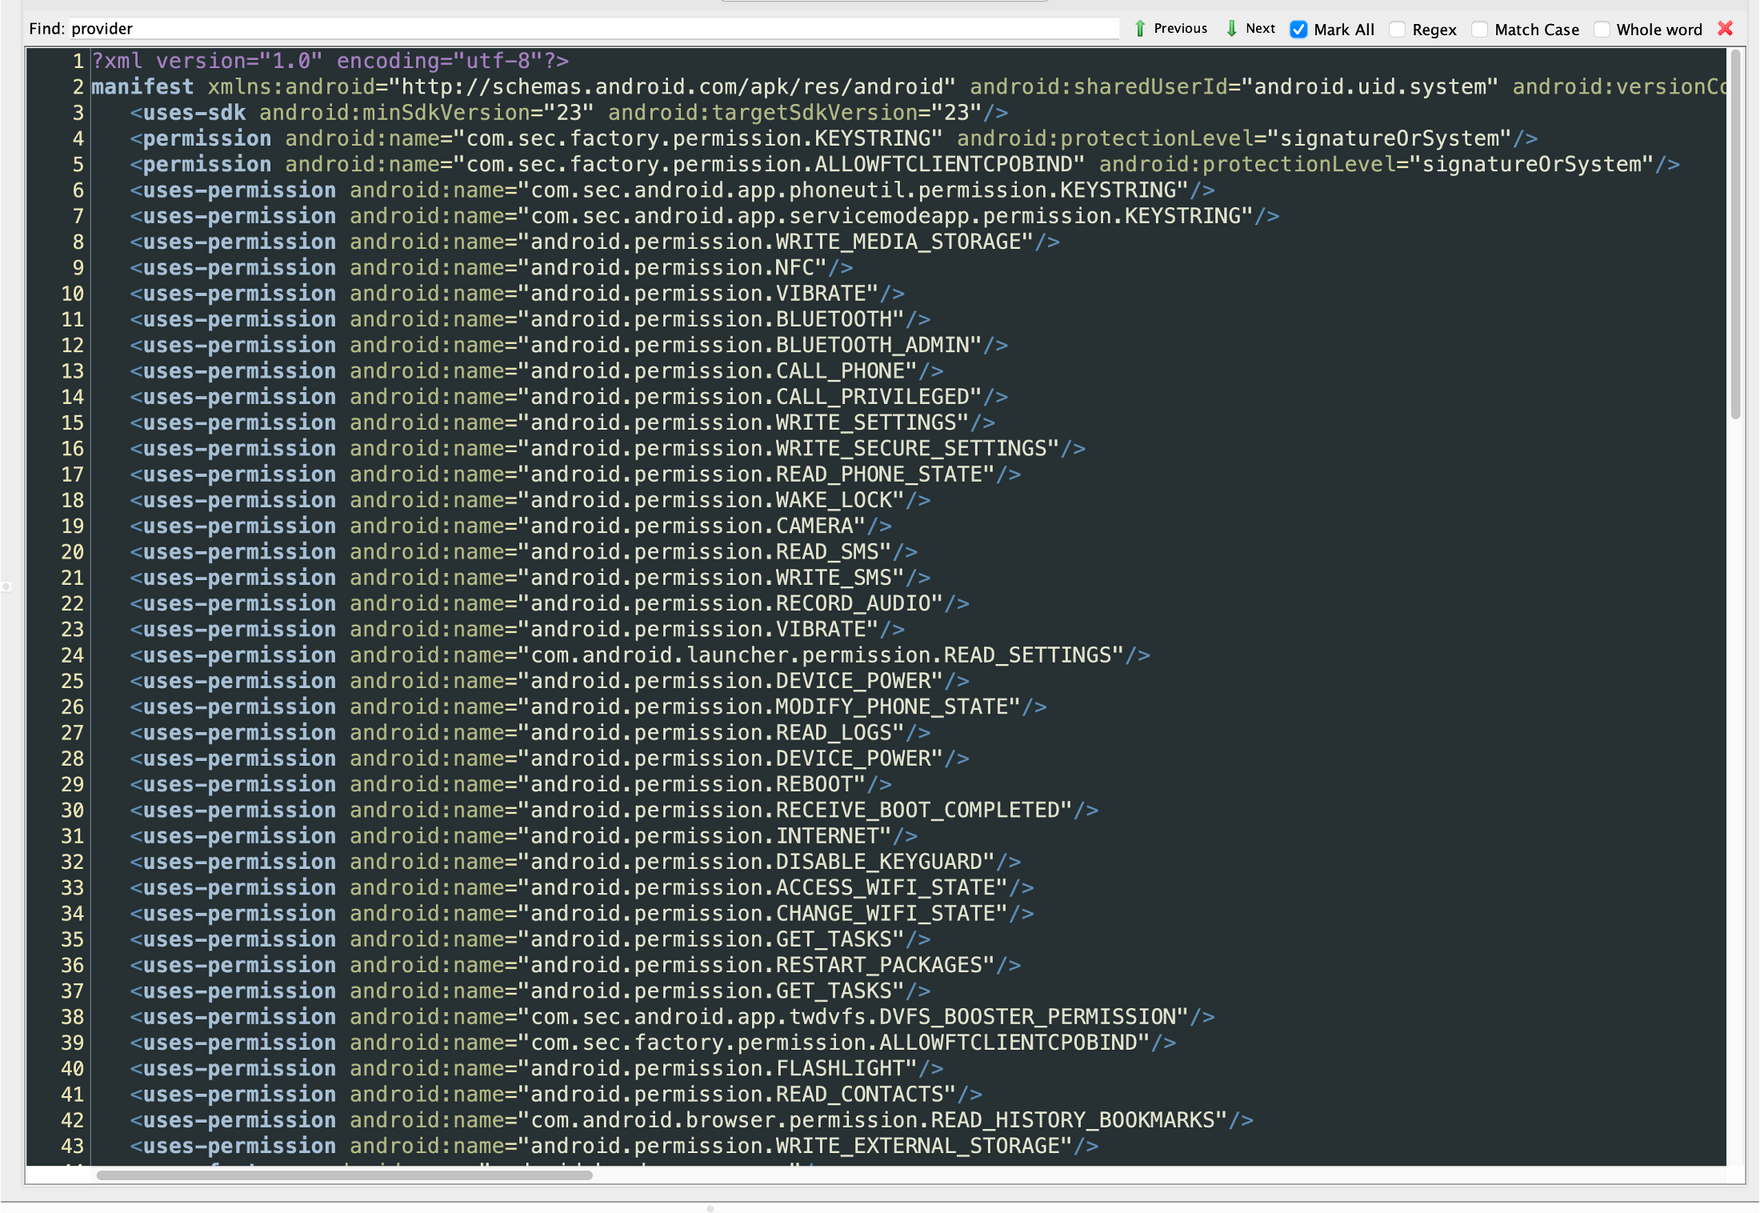 Find: provider Previous Next Mark All Regex Match Case Whole word
1 ?xml version="1.0" encoding="utf-8"?>
2 manifest xmlns:android="http://schemas.android.com/apk/res/android" android:sharedUserId="android.uid.system" android:versionCo
3 <uses-sdk android:minSdkVersion="23" android:targetSdkVersion="23"/>
4 <permission android:name="com.sec.factory.permission.KEYSTRING" android:protectionLevel="signatureOrSystem"/>
5 <permission android:name="com.sec.factory.permission.ALLOWFTCLIENTCPOBIND" android:protectionLevel="signatureOrSystem"/>
6 <uses-permission android:name="com.sec.android.app.phoneutil.permission.KEYSTRING"/>
7 <uses-permission android:name="com.sec.android.app.servicemodeapp.permission.KEYSTRING"/>
8 <uses-permission android:name="android.permission.WRITE_MEDIA_STORAGE"/>
9 <uses-permission android:name="android.permission.NFC"/>
10 <uses-permission android:name="android.permission.VIBRATE"/>
11 <uses-permission android:name="android.permission.BLUETOOTH"/>
12 <uses-permission android:name="android.permission.BLUETOOTH_ADMIN"/>
13 <uses-permission android:name="android.permission.CALL_PHONE"/>
14 <uses-permission android:name="android.permission.CALL_PRIVILEGED"/>
15 <uses-permission android:name="android.permission.WRITE_SETTINGS"/>
16 <uses-permission android:name="android.permission.WRITE_SECURE_SETTINGS"/>
17 <uses-permission android:name="android.permission.READ_PHONE_STATE"/>
18 <uses-permission android:name="android.permission.WAKE_LOCK"/>
19 <uses-permission android:name="android.permission.CAMERA"/>
20 <uses-permission android:name="android.permission.READ_SMS"/>
21 <uses-permission android:name="android.permission.WRITE_SMS"/>
22 <uses-permission android:name="android.permission.RECORD_AUDIO"/>
23 <uses-permission android:name="android.permission.VIBRATE"/>
24 <uses-permission android:name="com.android.launcher.permission.READ_SETTINGS"/>
25 <uses-permission android:name="android.permission.DEVICE_POWER"/>
26 <uses-permission android:name="android.permission.MODIFY_PHONE_STATE"/>
27 <uses-permission android:name="android.permission.READ_LOGS"/>
28 <uses-permission android:name="android.permission.DEVICE_POWER"/>
29 <uses-permission android:name="android.permission.REBOOT"/>
30 <uses-permission android:name="android.permission.RECEIVE_BOOT_COMPLETED"/>
31 <uses-permission android:name="android.permission.INTERNET"/>
32 <uses-permission android:name="android.permission.DISABLE_KEYGUARD"/>
33 <uses-permission android:name="android.permission.ACCESS_WIFI_STATE"/>
34 <uses-permission android:name="android.permission.CHANGE_WIFI_STATE"/>
35 <uses-permission android:name="android.permission.GET_TASKS"/>
36 <uses-permission android:name="android.permission.RESTART_PACKAGES"/>
37 <uses-permission android:name="android.permission.GET_TASKS"/>
38 <uses-permission android:name="com.sec.android.app.twdvfs.DVFS_BOOSTER_PERMISSION"/>
39 <uses-permission android:name="com.sec.factory.permission.ALLOWFTCLIENTCPOBIND"/>
40 <uses-permission android:name="android.permission.FLASHLIGHT"/>
41 <uses-permission android:name="android.permission.READ_CONTACTS"/>
42 <uses-permission android:name="com.android.browser.permission.READ_HISTORY_BOOKMARKS"/>
43 <uses-permission android:name="android.permission.WRITE_EXTERNAL_STORAGE"/>